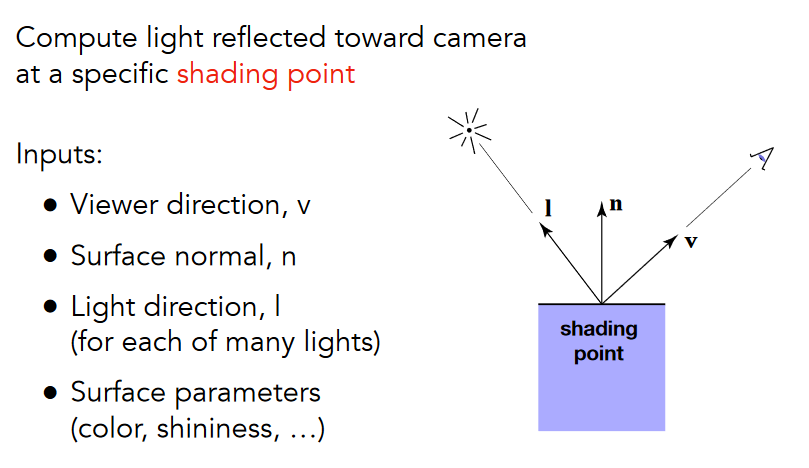 Compute light reflected toward camera
at a specific shading point
Inputs:
● Viewer direction, v
● Surface normal, n
● Light direction, l
(for each of many lights)
● Surface parameters
(color, shininess, …)
l
n
v
shading
point